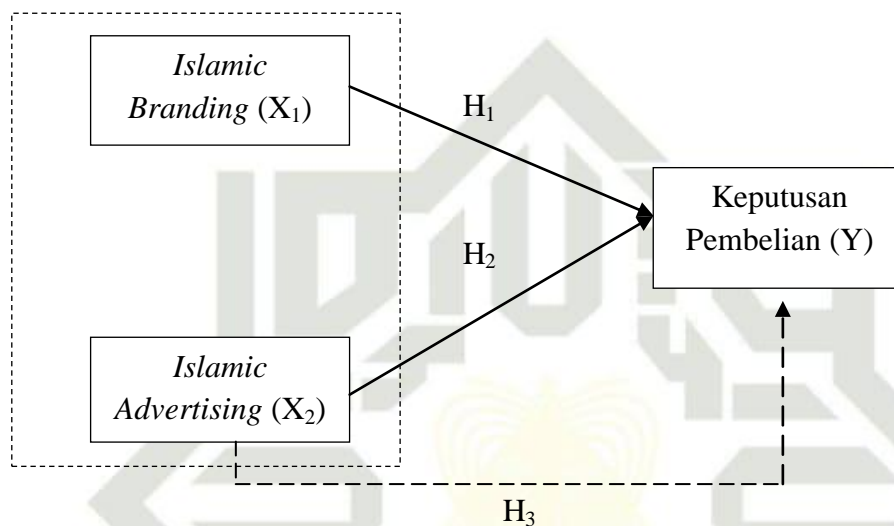 Islamic
Branding (X₁)
H₁
Keputusan
Pembelian (Y)
H₂
Islamic
Advertising (X₂)
H₃